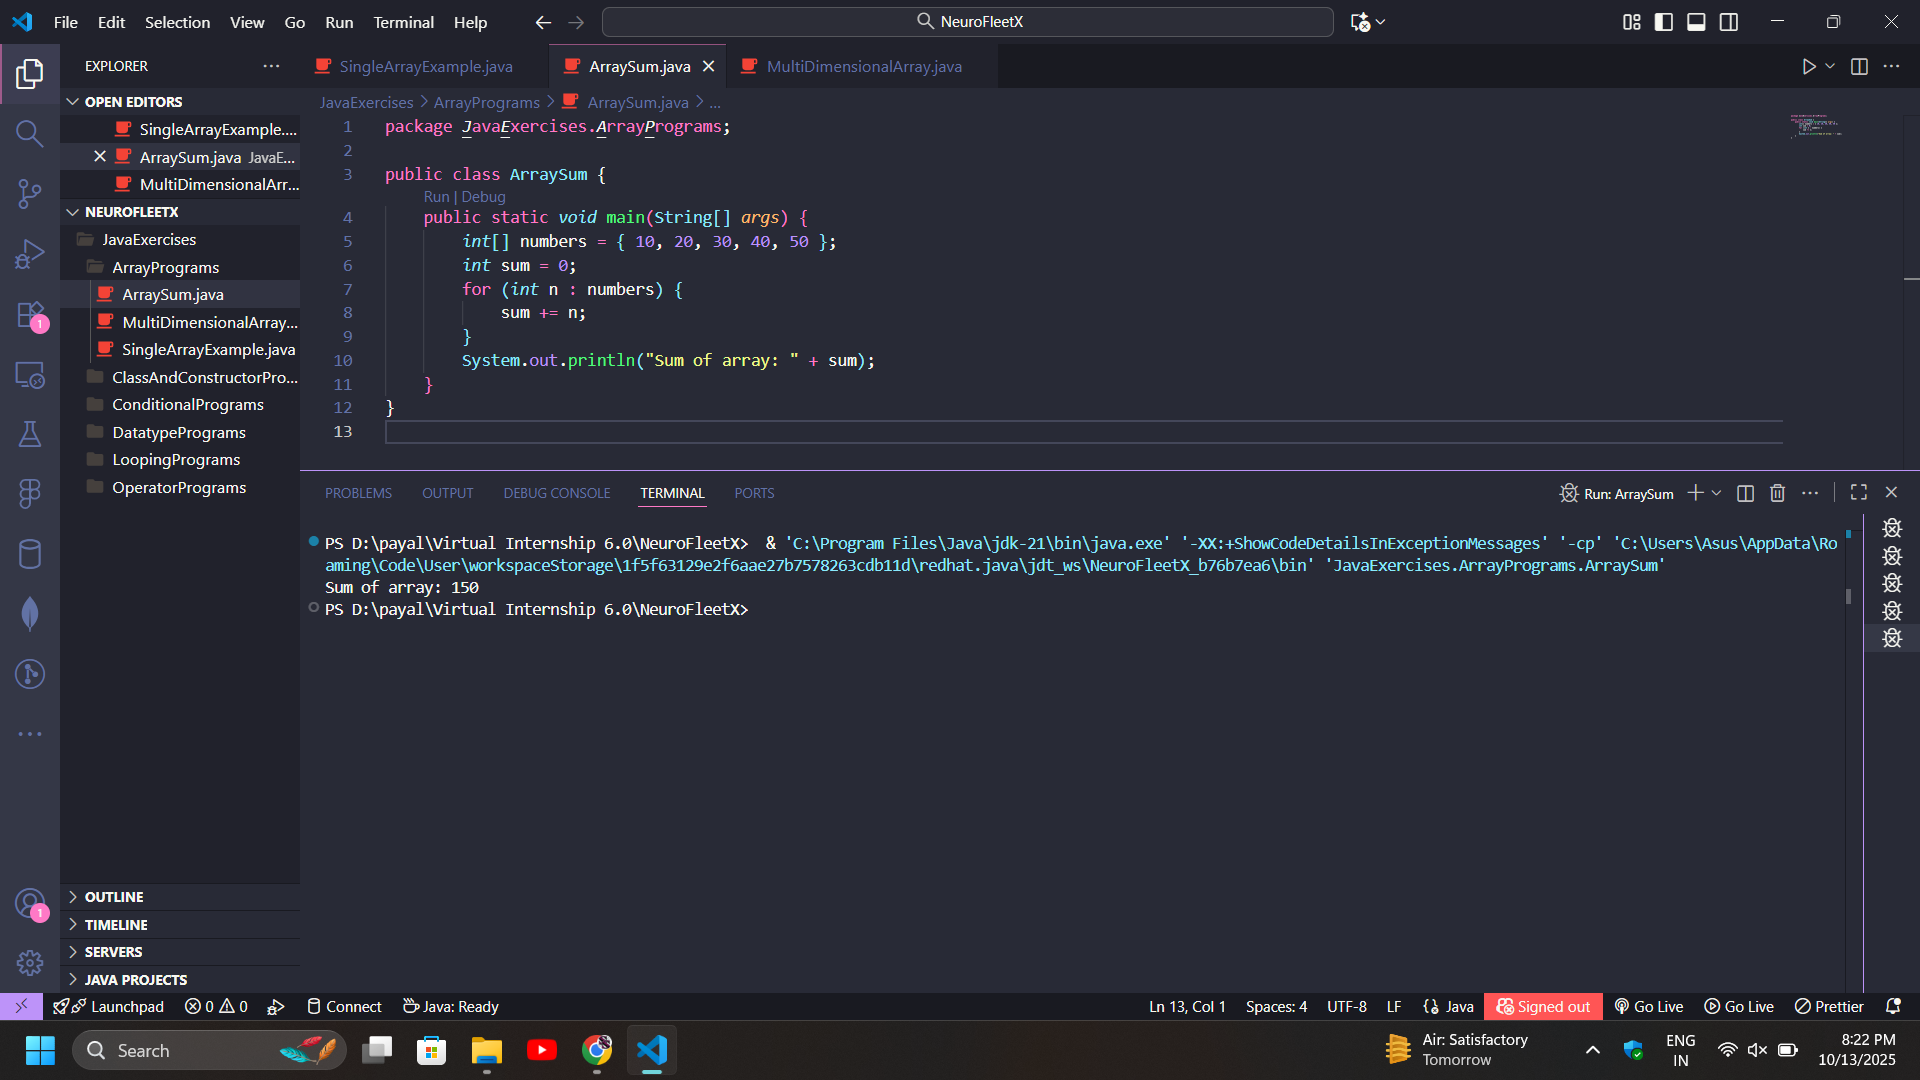 File Edit Selection View Go Run Terminal Help
NeuroFleetX
EXPLORER
OPEN EDITORS
SingleArrayExample....
ArraySum.java JavaE...
MultiDimensionalArr...
NEUROFLEETX
JavaExercises
ArrayPrograms
ArraySum.java
MultiDimensionalArray...
SingleArrayExample.java
ClassAndConstructorPro...
ConditionalPrograms
DatatypePrograms
LoopingPrograms
OperatorPrograms
OUTLINE
TIMELINE
SERVERS
JAVA PROJECTS
1
1
SingleArrayExample.java ArraySum.java MultiDimensionalArray.java
JavaExercises > ArrayPrograms > ArraySum.java > ...
1 package JavaExercises.ArrayPrograms;
2
3 public class ArraySum {
Run | Debug
4 public static void main(String[] args) {
5 int[] numbers = { 10, 20, 30, 40, 50 };
6 int sum = 0;
7 for (int n : numbers) {
8 sum += n;
9 }
10 System.out.println("Sum of array: " + sum);
11 }
12 }
13
PROBLEMS OUTPUT DEBUG CONSOLE TERMINAL PORTS
Run: ArraySum
PS D:\payal\Virtual Internship 6.0\NeuroFleetX> & 'C:\Program Files\Java\jdk-21\bin\java.exe' '-XX:+ShowCodeDetailsInExceptionMessages' '-cp' 'C:\Users\Asus\AppData\Ro
aming\Code\User\workspaceStorage\1f5f63129e2f6aae27b7578263cdb11d\redhat.java\jdt_ws\NeuroFleetX_b76b7ea6\bin' 'JavaExercises.ArrayPrograms.ArraySum'
Sum of array: 150
PS D:\payal\Virtual Internship 6.0\NeuroFleetX>
Launchpad 0 0 Connect Java: Ready
Ln 13, Col 1 Spaces: 4 UTF-8 LF {} Java Signed out Go Live Go Live Prettier
Search
Air: Satisfactory
Tomorrow
ENG
IN
8:22 PM
10/13/2025